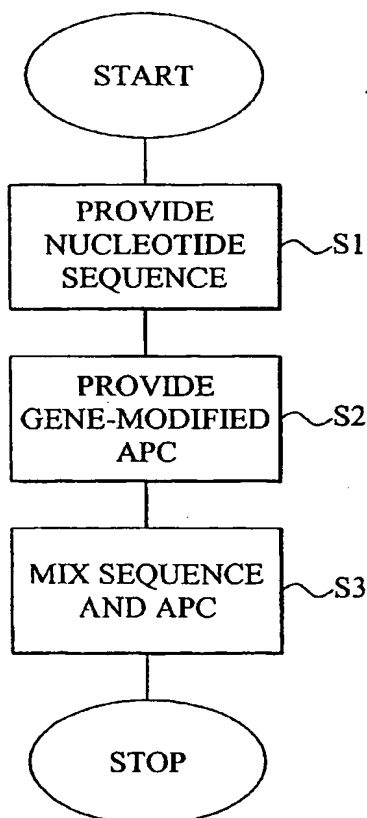 START
PROVIDE
NUCLEOTIDE
SEQUENCE
S1
PROVIDE
GENE-MODIFIED
APC
S2
MIX SEQUENCE
AND APC
S3
STOP